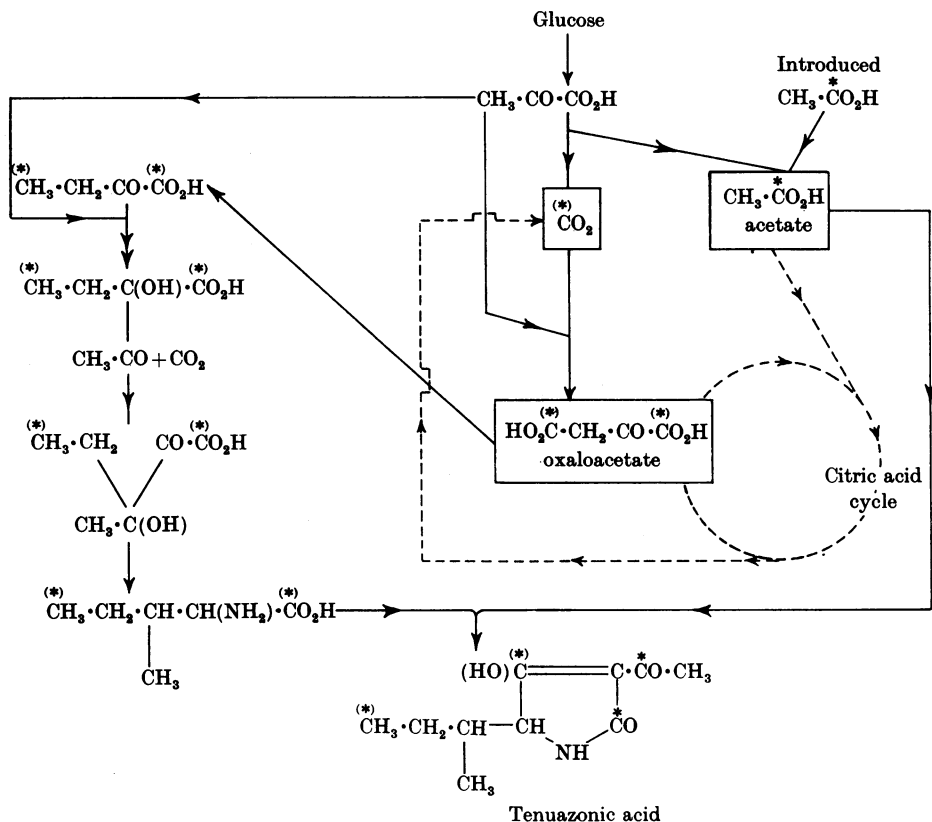 Glucose
Introduced
CH₃·CO·CO₂H
CH₃·C*O₂H
(*)CH₃·CH₂·CO·(*)CO₂H
(*)CO₂
CH₃·C*O₂H
acetate
(*)CH₃·CH₂·C(OH)·(*)CO₂H
CH₃·CO+CO₂
HO₂(*)C·CH₂·CO·(*)CO₂H
oxaloacetate
(*)CH₃·CH₂ CO·(*)CO₂H
Citric acid
cycle
CH₃·C(OH)
(*)CH₃·CH₂·CH·CH(NH₂)·(*)CO₂H
CH₃
(HO)(*)C C·*CO·CH₃
(*)CH₃·CH₂·CH CH *CO
NH
CH₃
Tenuazonic acid